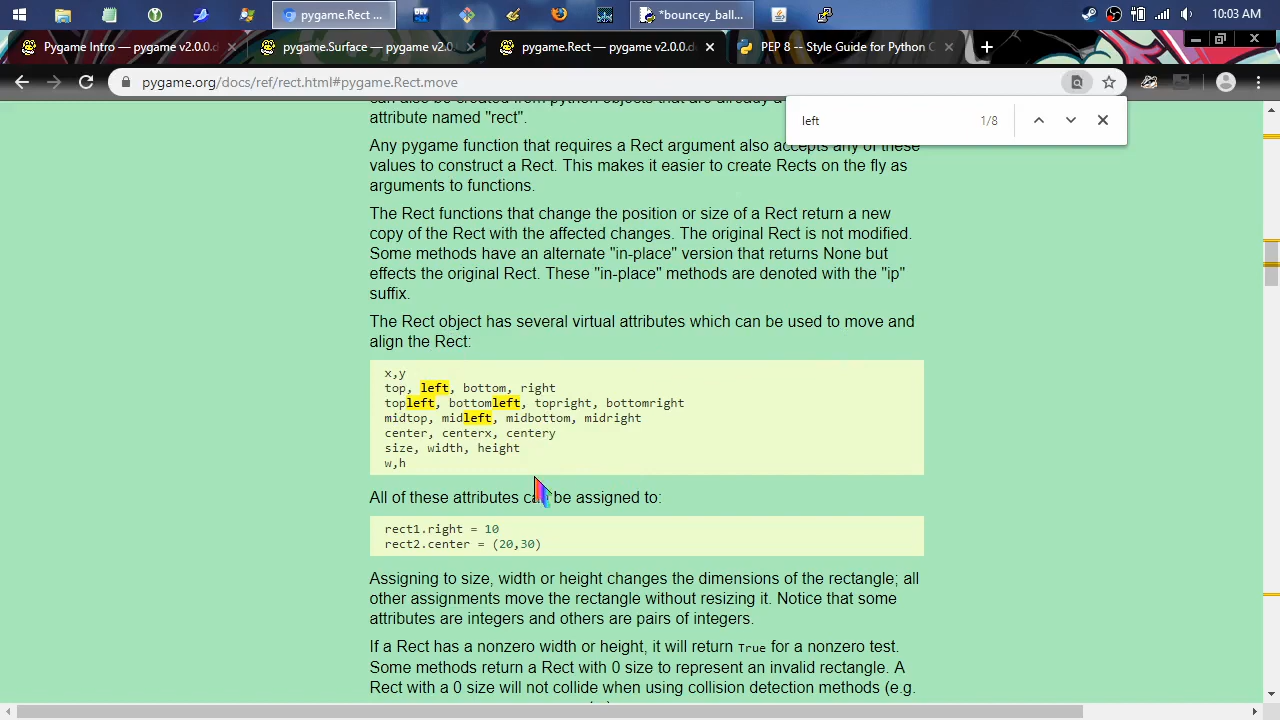 pygame.Rect ...
*bouncey_ball...
10:03 AM
Pygame Intro — pygame v2.0.0.d
pygame.Surface — pygame v2.0.
pygame.Rect — pygame v2.0.0.d
PEP 8 -- Style Guide for Python C
pygame.org/docs/ref/rect.html#pygame.Rect.move
left 1/8
attribute named "rect".
Any pygame function that requires a Rect argument also accepts any of these
values to construct a Rect. This makes it easier to create Rects on the fly as
arguments to functions.
The Rect functions that change the position or size of a Rect return a new
copy of the Rect with the affected changes. The original Rect is not modified.
Some methods have an alternate "in-place" version that returns None but
effects the original Rect. These "in-place" methods are denoted with the "ip"
suffix.
The Rect object has several virtual attributes which can be used to move and
align the Rect:
x,y
top, left, bottom, right
topleft, bottomleft, topright, bottomright
midtop, midleft, midbottom, midright
center, centerx, centery
size, width, height
w,h
All of these attributes can be assigned to:
rect1.right = 10
rect2.center = (20,30)
Assigning to size, width or height changes the dimensions of the rectangle; all
other assignments move the rectangle without resizing it. Notice that some
attributes are integers and others are pairs of integers.
If a Rect has a nonzero width or height, it will return True for a nonzero test.
Some methods return a Rect with 0 size to represent an invalid rectangle. A
Rect with a 0 size will not collide when using collision detection methods (e.g.